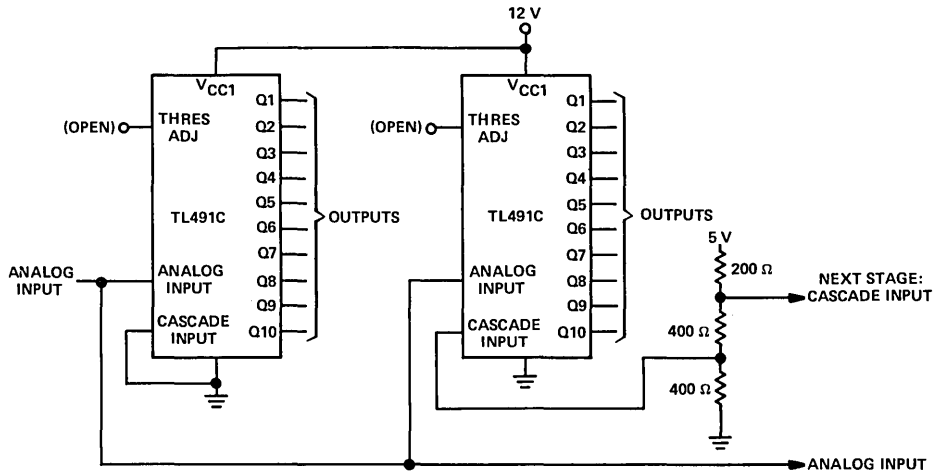 12 V
VCC1
THRES
ADJ
(OPEN)
TL491C
ANALOG
INPUT
ANALOG
INPUT
CASCADE
INPUT
Q1
Q2
Q3
Q4
Q5
Q6
Q7
Q8
Q9
Q10
OUTPUTS
VCC1
THRES
ADJ
(OPEN)
TL491C
ANALOG
INPUT
CASCADE
INPUT
Q1
Q2
Q3
Q4
Q5
Q6
Q7
Q8
Q9
Q10
OUTPUTS
5 V
200 Ω
NEXT STAGE:
CASCADE INPUT
400 Ω
400 Ω
ANALOG INPUT